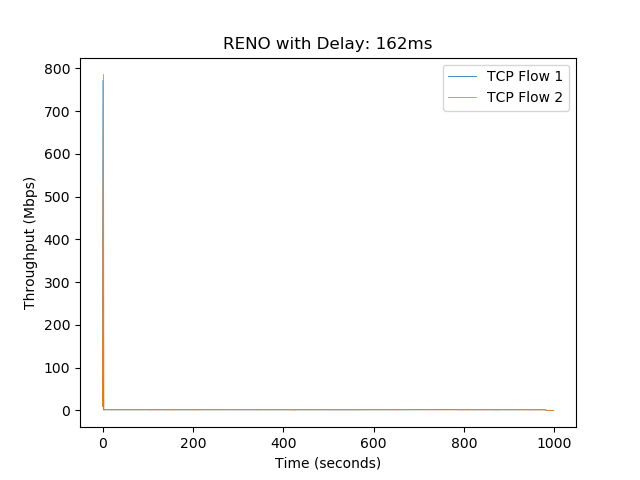 RENO with Delay: 162ms
TCP Flow 1
TCP Flow 2
800
700
600
500
400
300
200
100
0
Throughput (Mbps)
0 200 400 600 800 1000
Time (seconds)